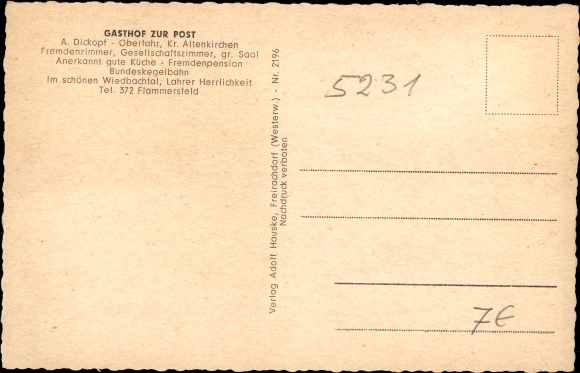 GASTHOF ZUR POST
A. Dickopf - Oberlahr, Kr. Altenkirchen
Fremdenzimmer, Gesellschaftszimmer, gr. Saal
Anerkannt gute Küche - Fremdenpension
Bundeskegelbahn
Im schönen Wiedbachtal, Lahrer Herrlichkeit
Tel. 372 Flammersfeld
Verlag Adolf Hauske, Freirachdorf (Westerw.) - Nr. 2196
Nachdruck verboten
5231
7€